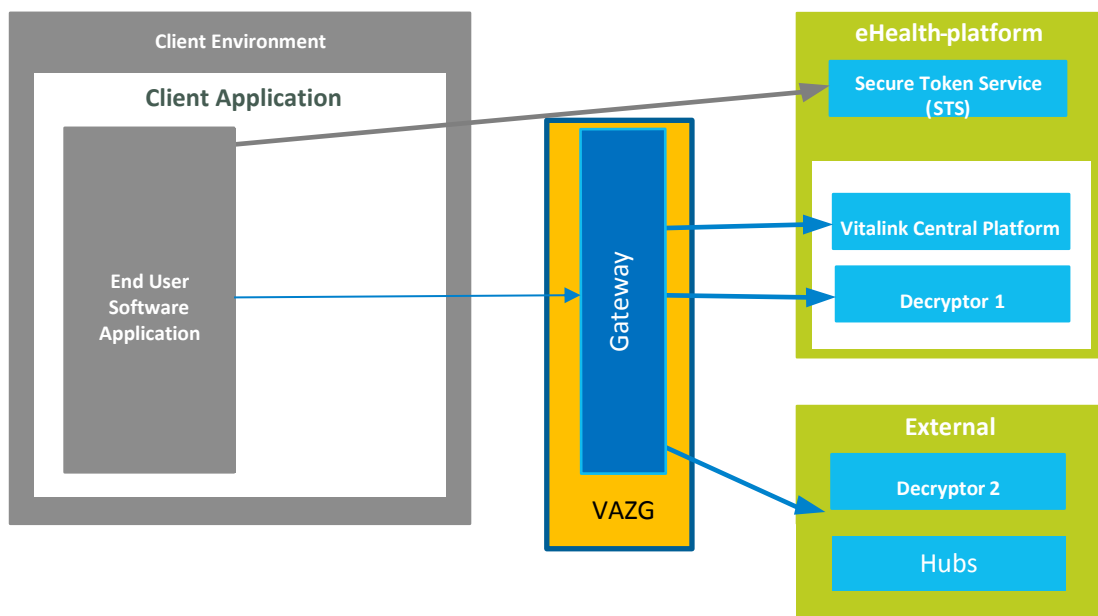 Client Environment
Client Application
End User
Software
Application
Gateway
VAZG
eHealth-platform
Secure Token Service
(STS)
Vitalink Central Platform
Decryptor 1
External
Decryptor 2
Hubs